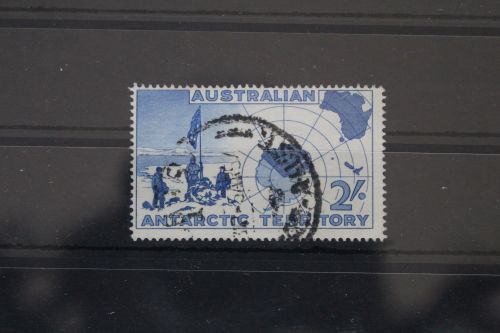 AUSTRALIAN
2/-
ANTARCTIC TERRITORY